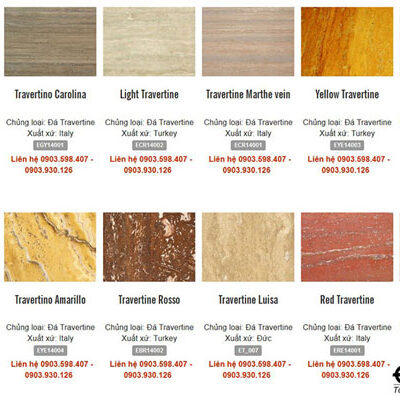 Travertino Carolina
Chủng loại: Đá Travertine
Xuất xứ: Italy
EGY14001
Liên hệ 0903.598.407 -
0903.930.126
Light Travertine
Chủng loại: Đá Travertine
Xuất xứ: Turkey
ECR14002
Liên hệ 0903.598.407 -
0903.930.126
Travertine Marthe vein
Chủng loại: Đá Travertine
Xuất xứ: Italy
ECR14001
Liên hệ 0903.598.407 -
0903.930.126
Yellow Travertine
Chủng loại: Đá Travertine
Xuất xứ: Turkey
EYE14003
Liên hệ 0903.598.407 -
0903.930.126
Travertino Amarillo
Chủng loại: Đá Travertine
Xuất xứ: Italy
EYE14004
Liên hệ 0903.598.407 -
0903.930.126
Travertine Rosso
Chủng loại: Đá Travertine
Xuất xứ: Turkey
EBR14002
Liên hệ 0903.598.407 -
0903.930.126
Travertine Luisa
Chủng loại: Đá Travertine
Xuất xứ: Đức
ET_007
Liên hệ 0903.598.407 -
0903.930.126
Red Travertine
Chủng loại: Đá Travertine
Xuất xứ: Italy
ERE14001
Liên hệ 0903.598.407 -
0903.930.126